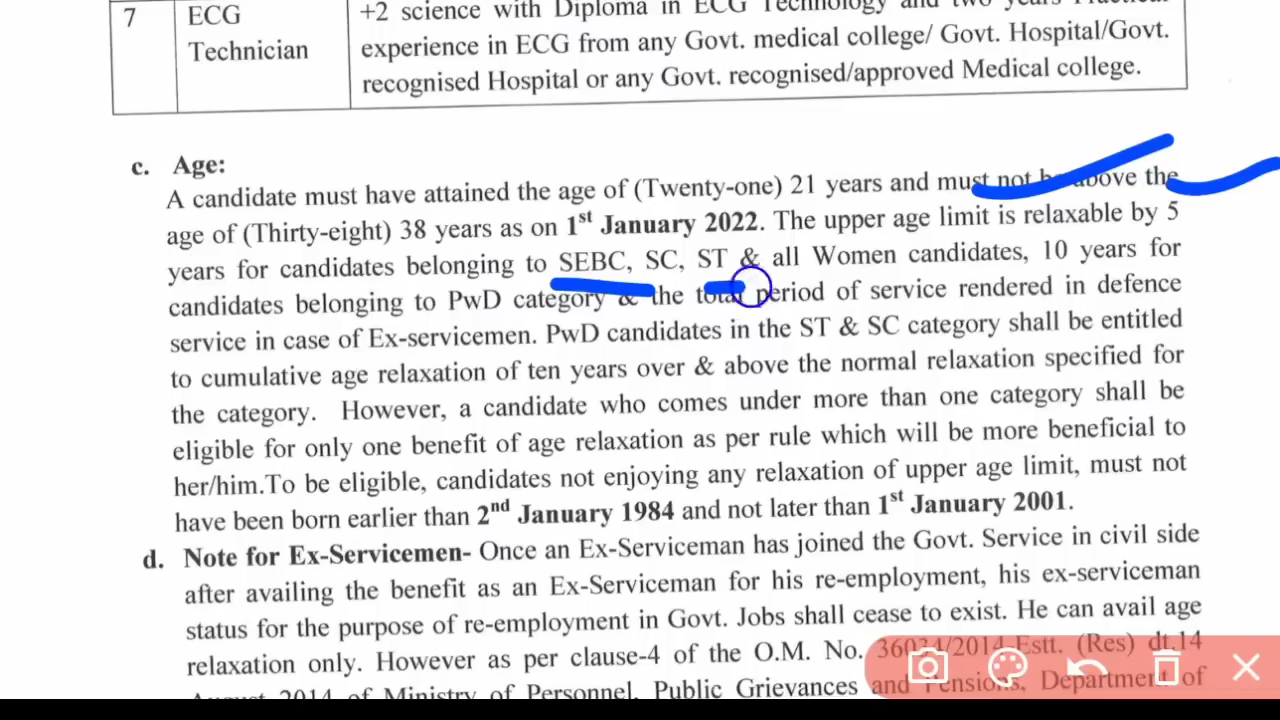 +2 science with Diploma in ECG Technology and two years Practical
7 ECG Technician
experience in ECG from any Govt. medical college/ Govt. Hospital/Govt.
recognised Hospital or any Govt. recognised/approved Medical college.
c. Age:
A candidate must have attained the age of (Twenty-one) 21 years and must not be above the
age of (Thirty-eight) 38 years as on 1st January 2022. The upper age limit is relaxable by 5
years for candidates belonging to SEBC, SC, ST & all Women candidates, 10 years for
candidates belonging to PwD category & the total period of service rendered in defence
service in case of Ex-servicemen. PwD candidates in the ST & SC category shall be entitled
to cumulative age relaxation of ten years over & above the normal relaxation specified for
the category. However, a candidate who comes under more than one category shall be
eligible for only one benefit of age relaxation as per rule which will be more beneficial to
her/him.To be eligible, candidates not enjoying any relaxation of upper age limit, must not
have been born earlier than 2nd January 1984 and not later than 1st January 2001.
d. Note for Ex-Servicemen- Once an Ex-Serviceman has joined the Govt. Service in civil side
after availing the benefit as an Ex-Serviceman for his re-employment, his ex-serviceman
status for the purpose of re-employment in Govt. Jobs shall cease to exist. He can avail age
relaxation only. However as per clause-4 of the O.M. No. 36034/2014-Estt. (Res) dt.14
August 2014 of Ministry of Personnel, Public Grievances and Pensions, Department of